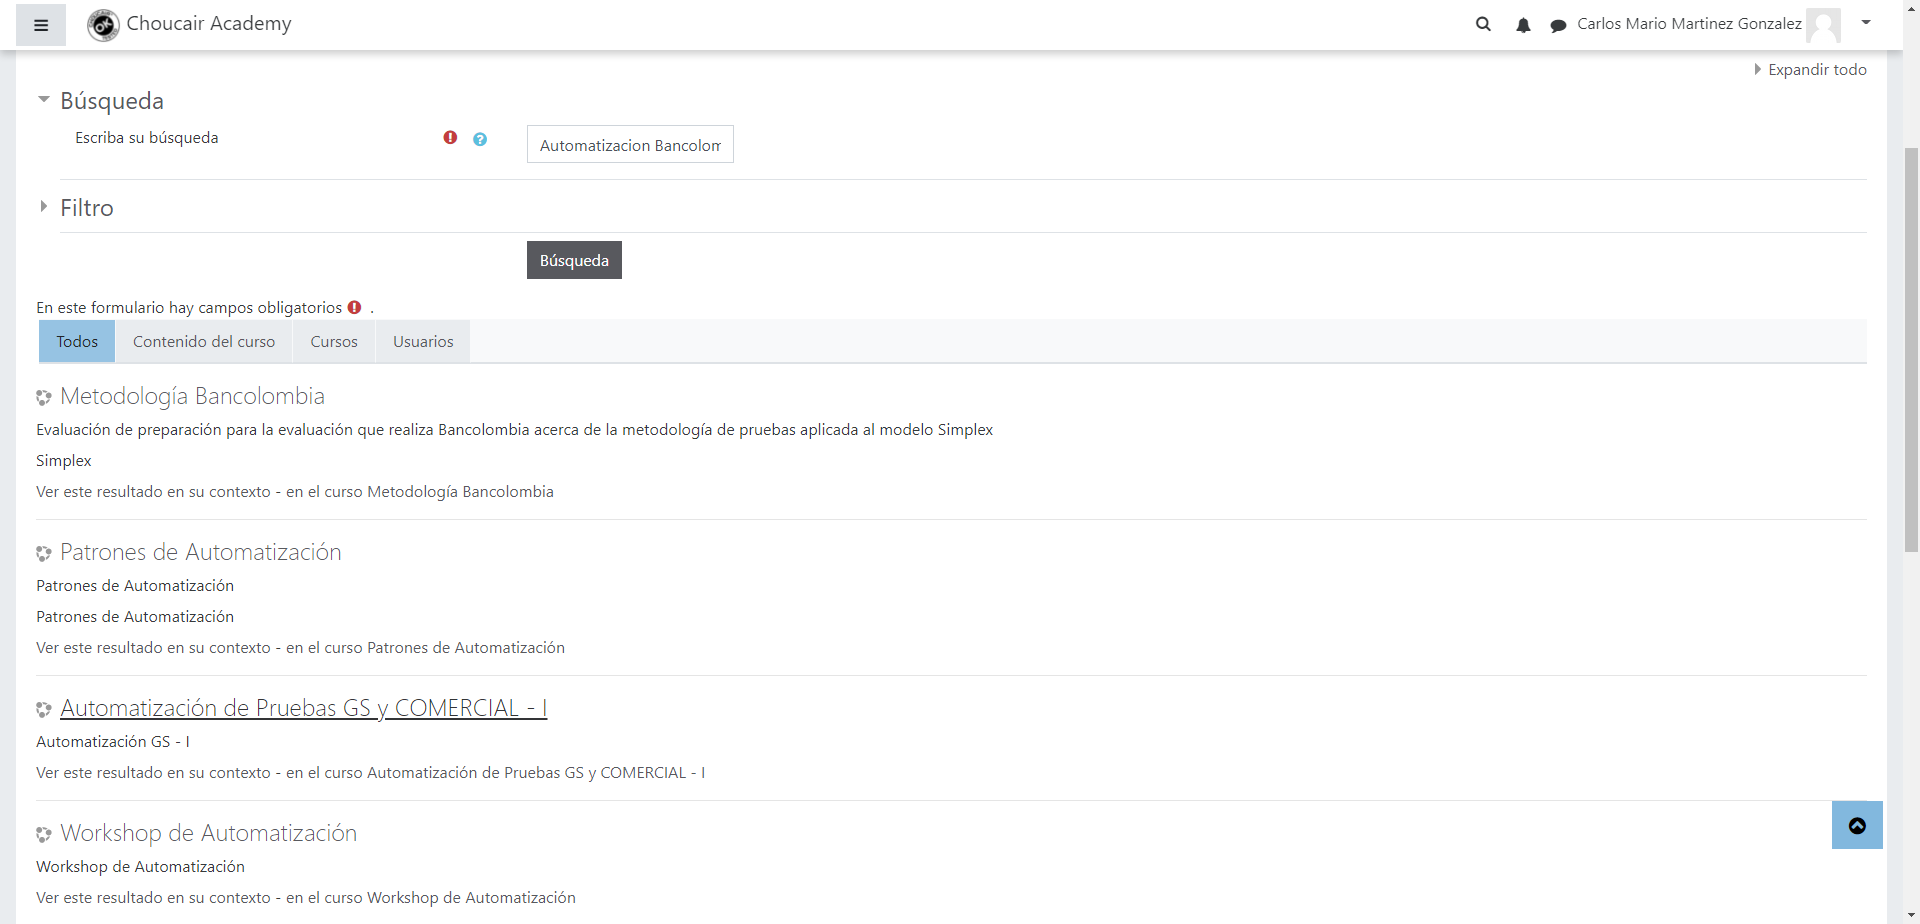 Choucair Academy
Carlos Mario Martinez Gonzalez
Expandir todo
Búsqueda
Escriba su búsqueda
Automatizacion Bancolom
Filtro
Búsqueda
En este formulario hay campos obligatorios .
Todos Contenido del curso Cursos Usuarios
Metodología Bancolombia
Evaluación de preparación para la evaluación que realiza Bancolombia acerca de la metodología de pruebas aplicada al modelo Simplex
Simplex
Ver este resultado en su contexto - en el curso Metodología Bancolombia
Patrones de Automatización
Patrones de Automatización
Patrones de Automatización
Ver este resultado en su contexto - en el curso Patrones de Automatización
Automatización de Pruebas GS y COMERCIAL - I
Automatización GS - I
Ver este resultado en su contexto - en el curso Automatización de Pruebas GS y COMERCIAL - I
Workshop de Automatización
Workshop de Automatización
Ver este resultado en su contexto - en el curso Workshop de Automatización